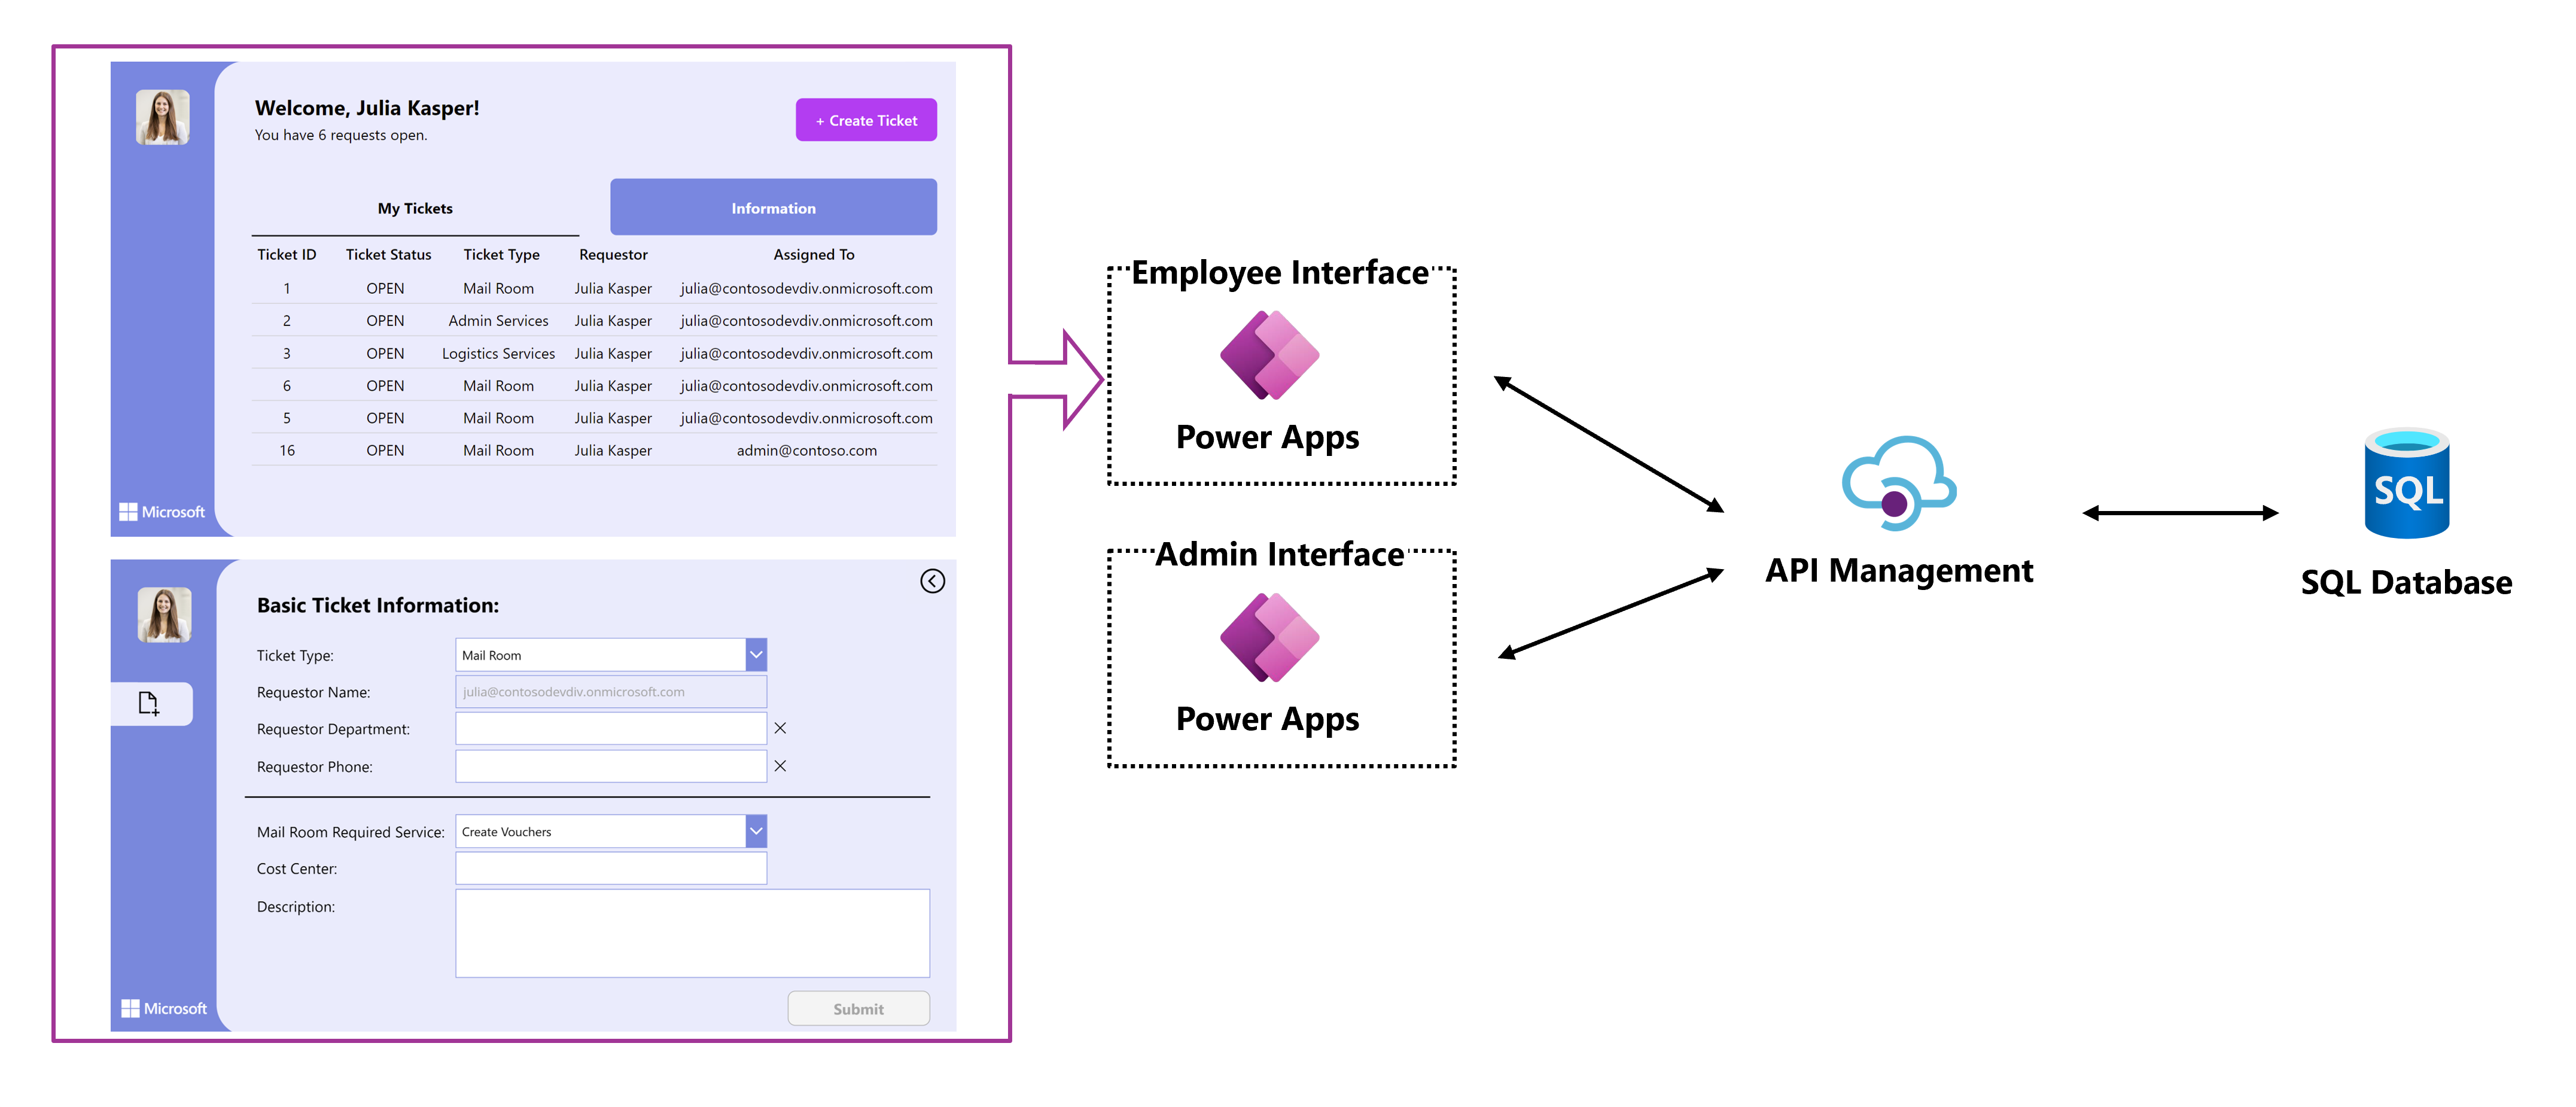 Welcome, Julia Kasper!
You have 6 requests open.
+ Create Ticket
My Tickets
Information
Ticket ID Ticket Status Ticket Type Requestor Assigned To
1 OPEN Mail Room Julia Kasper julia@contosodevdiv.onmicrosoft.com
2 OPEN Admin Services Julia Kasper julia@contosodevdiv.onmicrosoft.com
3 OPEN Logistics Services Julia Kasper julia@contosodevdiv.onmicrosoft.com
6 OPEN Mail Room Julia Kasper julia@contosodevdiv.onmicrosoft.com
5 OPEN Mail Room Julia Kasper julia@contosodevdiv.onmicrosoft.com
16 OPEN Mail Room Julia Kasper admin@contoso.com
Microsoft
Basic Ticket Information:
Ticket Type: Mail Room
Requestor Name: julia@contosodevdiv.onmicrosoft.com
Requestor Department:
Requestor Phone:
Mail Room Required Service: Create Vouchers
Cost Center:
Description:
Submit
Microsoft
Employee Interface
Power Apps
Admin Interface
Power Apps
API Management
SQL
SQL Database